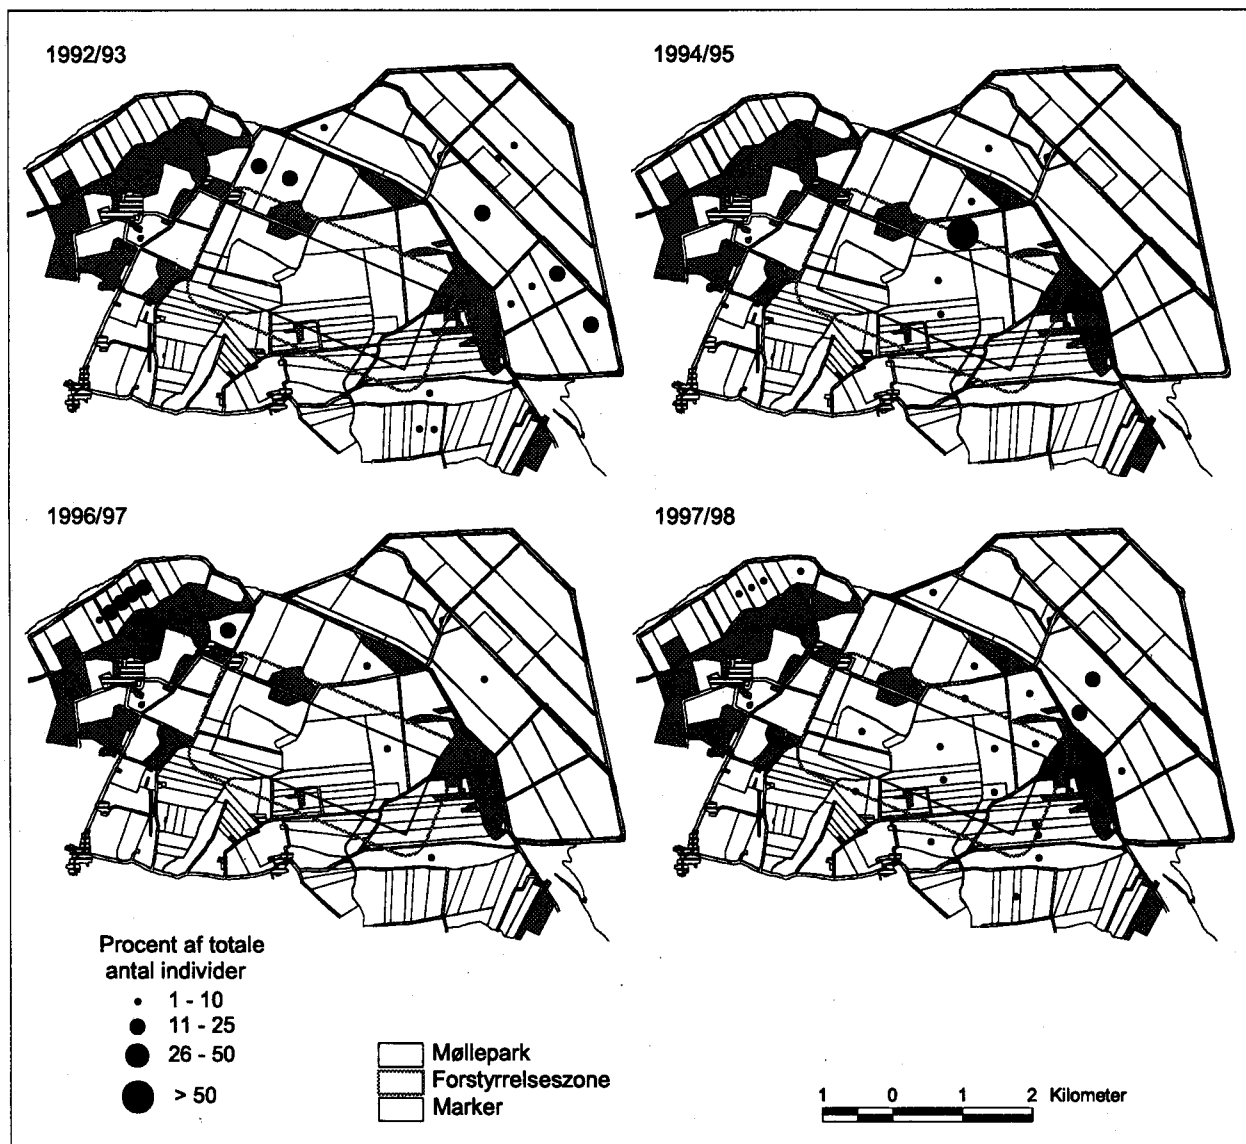 1992/93
1994/95
1996/97
1997/98
Procent af totale
antal individer
1 - 10
11 - 25
26 - 50
> 50
Møllepark
Forstyrrelseszone
Marker
1 0 1 2 Kilometer